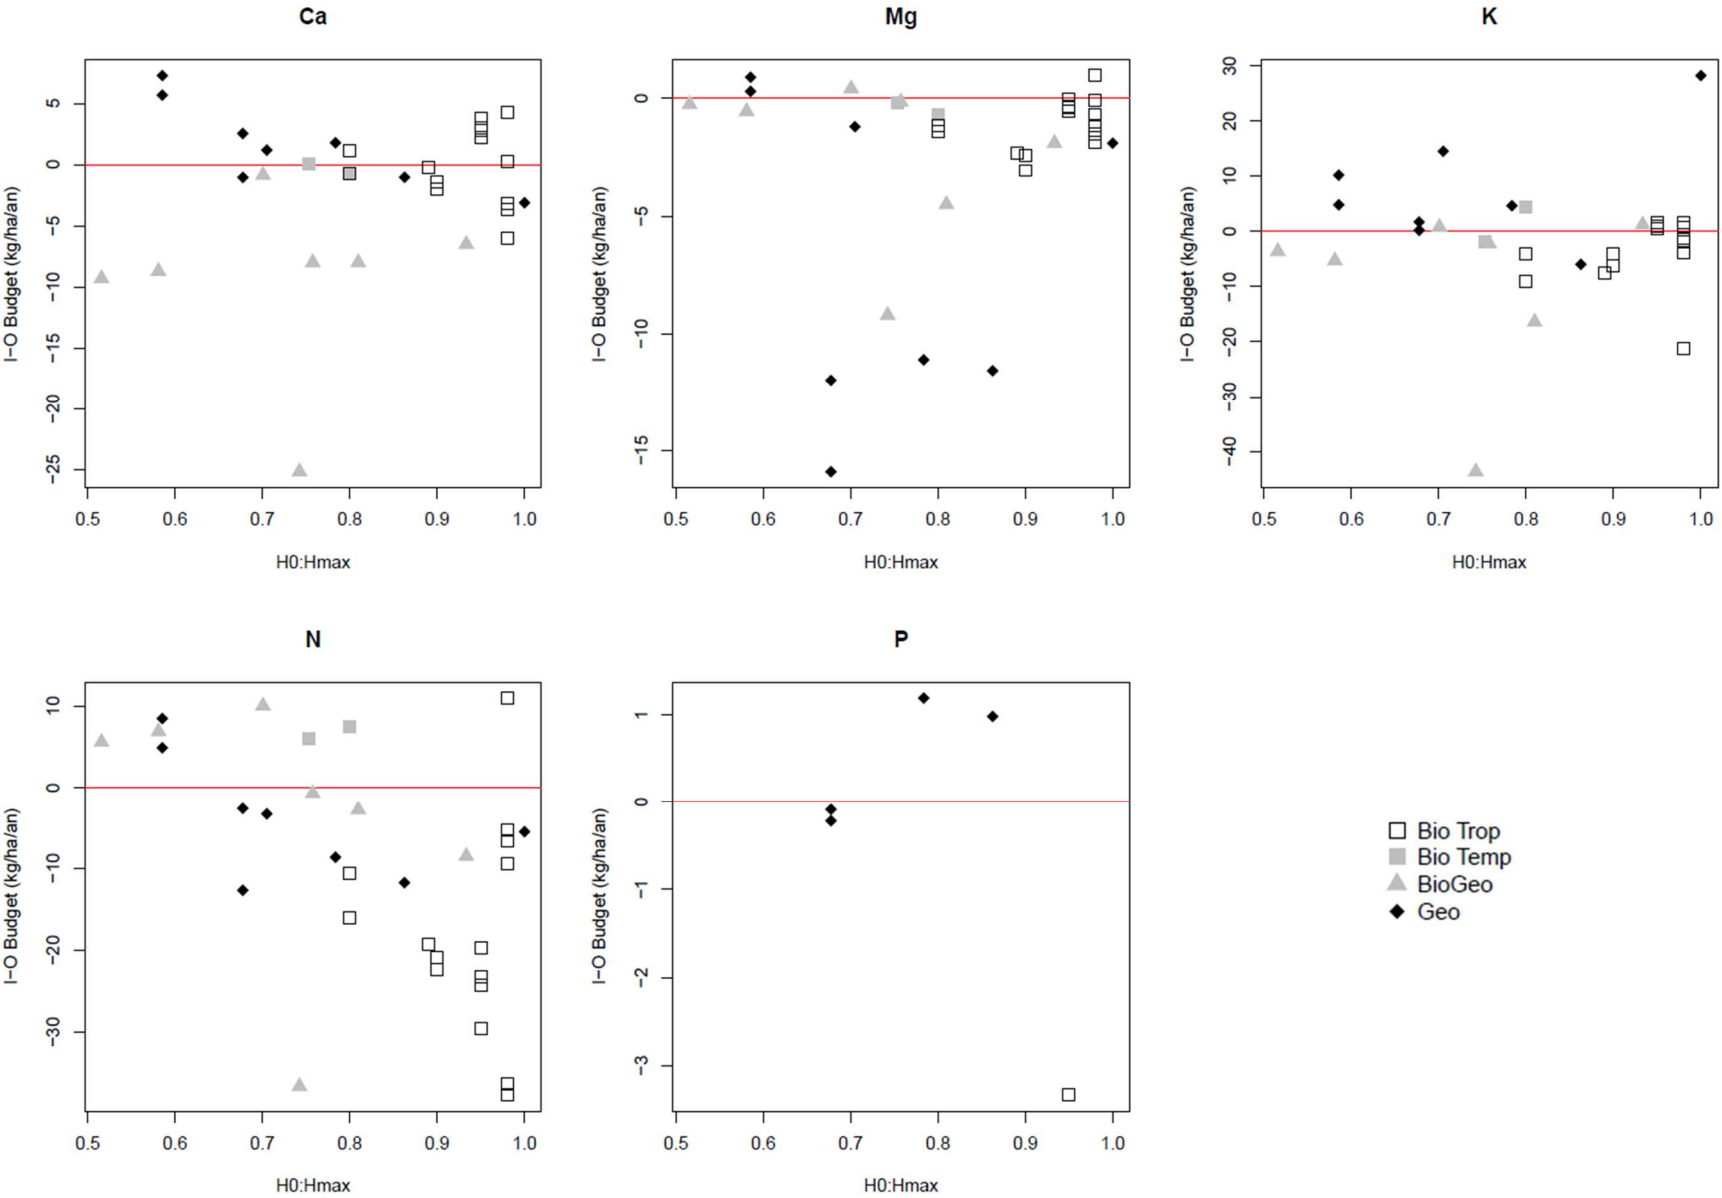 Ca
Mg
K
I−O Budget (kg/ha/an)
5
0
−5
−10
−15
−20
−25
0.5 0.6 0.7 0.8 0.9 1.0
H0:Hmax
I−O Budget (kg/ha/an)
0
−5
−10
−15
0.5 0.6 0.7 0.8 0.9 1.0
H0:Hmax
I−O Budget (kg/ha/an)
30
20
10
0
−10
−20
−30
−40
0.5 0.6 0.7 0.8 0.9 1.0
H0:Hmax
N
P
I−O Budget (kg/ha/an)
10
0
−10
−20
−30
0.5 0.6 0.7 0.8 0.9 1.0
H0:Hmax
I−O Budget (kg/ha/an)
1
0
−1
−2
−3
0.5 0.6 0.7 0.8 0.9 1.0
H0:Hmax
Bio Trop
Bio Temp
BioGeo
Geo